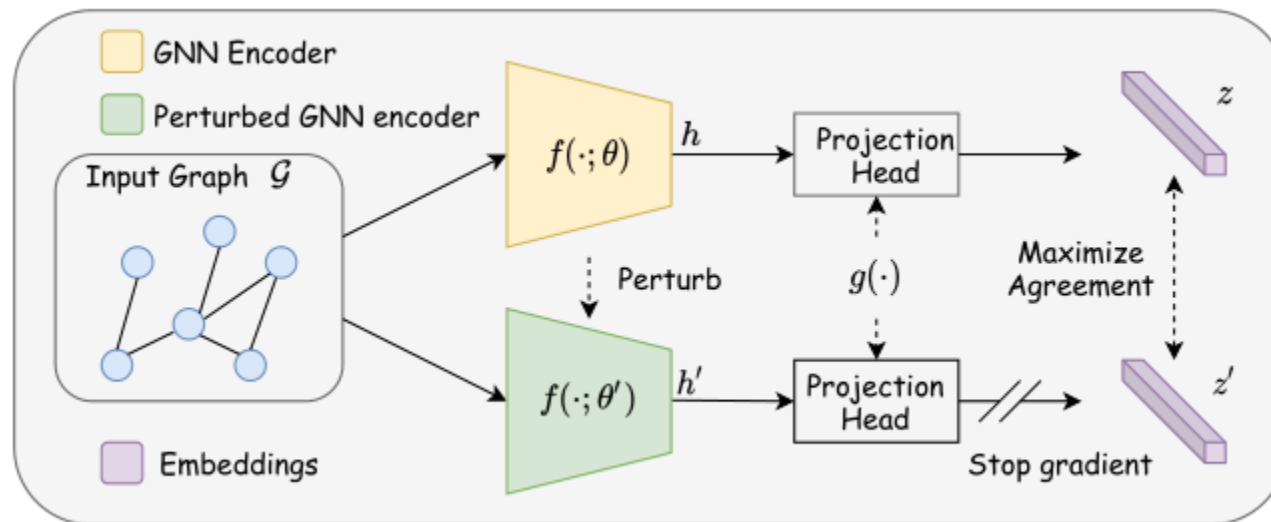 GNN Encoder
Perturbed GNN encoder
Input Graph 𝒢
f(·; θ)
h
Projection
Head
z
Perturb
g(·)
Maximize
Agreement
f(·; θ′)
h′
Projection
Head
z′
Stop gradient
Embeddings